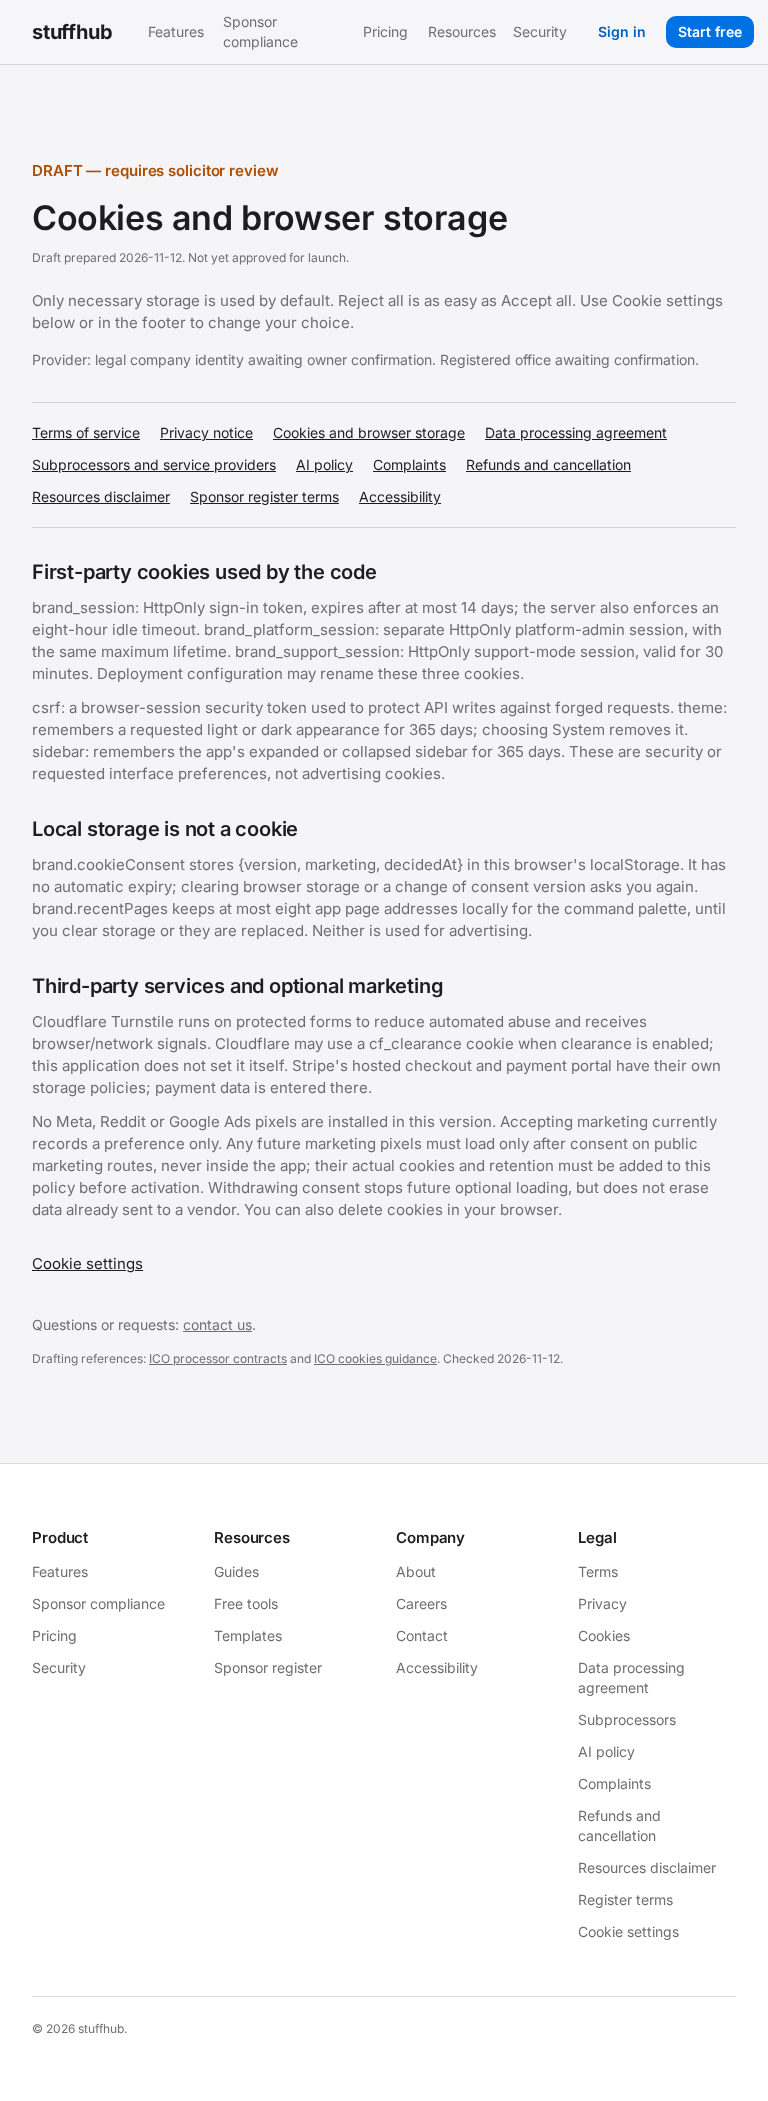 stuffhub
Features
Sponsor
compliance
Pricing
Resources
Security
Sign in
Start free
DRAFT — requires solicitor review
Cookies and browser storage
Draft prepared 2026-11-12. Not yet approved for launch.
Only necessary storage is used by default. Reject all is as easy as Accept all. Use Cookie settings
below or in the footer to change your choice.
Provider: legal company identity awaiting owner confirmation. Registered office awaiting confirmation.
Terms of service Privacy notice Cookies and browser storage Data processing agreement
Subprocessors and service providers AI policy Complaints Refunds and cancellation
Resources disclaimer Sponsor register terms Accessibility
First-party cookies used by the code
brand_session: HttpOnly sign-in token, expires after at most 14 days; the server also enforces an
eight-hour idle timeout. brand_platform_session: separate HttpOnly platform-admin session, with
the same maximum lifetime. brand_support_session: HttpOnly support-mode session, valid for 30
minutes. Deployment configuration may rename these three cookies.
csrf: a browser-session security token used to protect API writes against forged requests. theme:
remembers a requested light or dark appearance for 365 days; choosing System removes it.
sidebar: remembers the app's expanded or collapsed sidebar for 365 days. These are security or
requested interface preferences, not advertising cookies.
Local storage is not a cookie
brand.cookieConsent stores {version, marketing, decidedAt} in this browser's localStorage. It has
no automatic expiry; clearing browser storage or a change of consent version asks you again.
brand.recentPages keeps at most eight app page addresses locally for the command palette, until
you clear storage or they are replaced. Neither is used for advertising.
Third-party services and optional marketing
Cloudflare Turnstile runs on protected forms to reduce automated abuse and receives
browser/network signals. Cloudflare may use a cf_clearance cookie when clearance is enabled;
this application does not set it itself. Stripe's hosted checkout and payment portal have their own
storage policies; payment data is entered there.
No Meta, Reddit or Google Ads pixels are installed in this version. Accepting marketing currently
records a preference only. Any future marketing pixels must load only after consent on public
marketing routes, never inside the app; their actual cookies and retention must be added to this
policy before activation. Withdrawing consent stops future optional loading, but does not erase
data already sent to a vendor. You can also delete cookies in your browser.
Cookie settings
Questions or requests: contact us.
Drafting references: ICO processor contracts and ICO cookies guidance. Checked 2026-11-12.
Product
Features
Sponsor compliance
Pricing
Security
Resources
Guides
Free tools
Templates
Sponsor register
Company
About
Careers
Contact
Accessibility
Legal
Terms
Privacy
Cookies
Data processing
agreement
Subprocessors
AI policy
Complaints
Refunds and
cancellation
Resources disclaimer
Register terms
Cookie settings
© 2026 stuffhub.